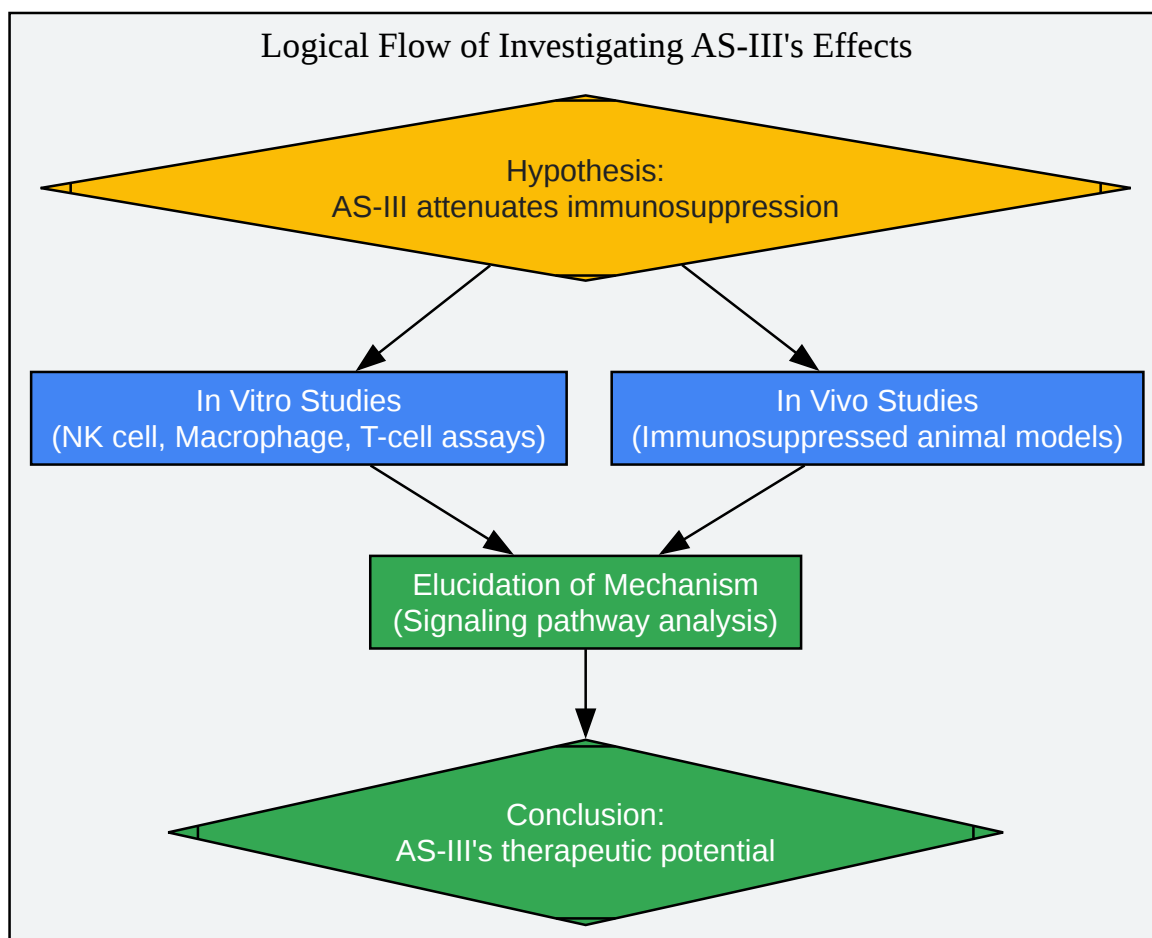 Logical Flow of Investigating AS-III's Effects
Hypothesis:
AS-III attenuates immunosuppression
In Vitro Studies
(NK cell, Macrophage, T-cell assays)
In Vivo Studies
(Immunosuppressed animal models)
Elucidation of Mechanism
(Signaling pathway analysis)
Conclusion:
AS-III's therapeutic potential